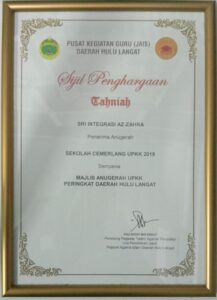 PUSAT KEGIATAN GURU (JAIS)
DAERAH HULU LANGAT
Sijil Penghargaan
Tahniah
SRI INTEGRASI AZ-ZAHRA
Penerima Anugerah
SEKOLAH CEMERLANG UPKK 2018
Sempena
MAJLIS ANUGERAH UPKK
PERINGKAT DAERAH HULU LANGAT